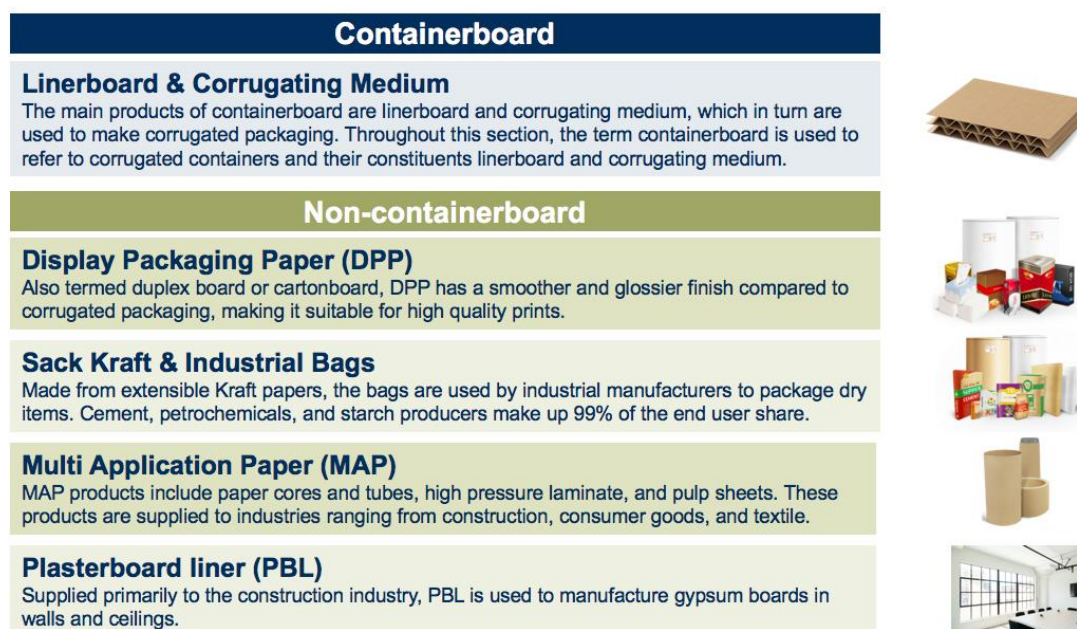 Containerboard
Linerboard & Corrugating Medium
The main products of containerboard are linerboard and corrugating medium, which in turn are
used to make corrugated packaging. Throughout this section, the term containerboard is used to
refer to corrugated containers and their constituents linerboard and corrugating medium.
Non-containerboard
Display Packaging Paper (DPP)
Also termed duplex board or cartonboard, DPP has a smoother and glossier finish compared to
corrugated packaging, making it suitable for high quality prints.
Sack Kraft & Industrial Bags
Made from extensible Kraft papers, the bags are used by industrial manufacturers to package dry
items. Cement, petrochemicals, and starch producers make up 99% of the end user share.
Multi Application Paper (MAP)
MAP products include paper cores and tubes, high pressure laminate, and pulp sheets. These
products are supplied to industries ranging from construction, consumer goods, and textile.
Plasterboard liner (PBL)
Supplied primarily to the construction industry, PBL is used to manufacture gypsum boards in
walls and ceilings.